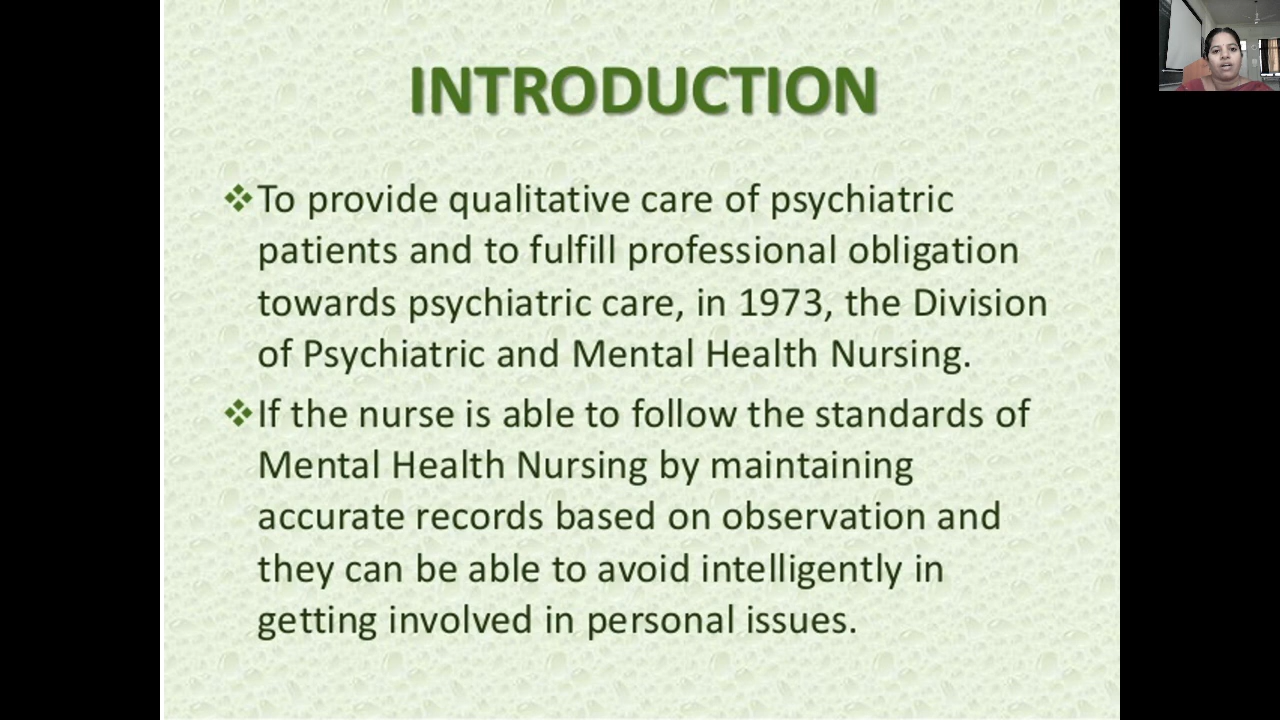 INTRODUCTION
❖To provide qualitative care of psychiatric
patients and to fulfill professional obligation
towards psychiatric care, in 1973, the Division
of Psychiatric and Mental Health Nursing.
❖If the nurse is able to follow the standards of
Mental Health Nursing by maintaining
accurate records based on observation and
they can be able to avoid intelligently in
getting involved in personal issues.